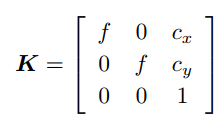 K = [ f 0 c_x
0 f c_y
0 0 1 ]